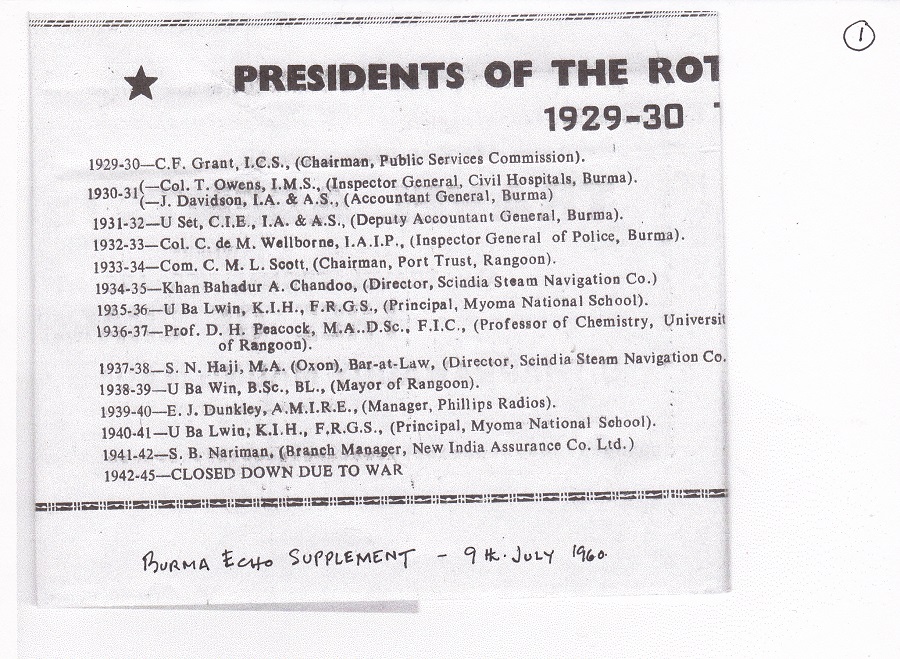 1
★ PRESIDENTS OF THE ROT
1929-30
1929-30—C.F. Grant, I.C.S., (Chairman, Public Services Commission).
1930-31(—Col. T. Owens, I.M.S., (Inspector General, Civil Hospitals, Burma).
(—J. Davidson, I.A. & A.S., (Accountant General, Burma)
1931-32—U Set, C.I.E., I.A. & A.S., (Deputy Accountant General, Burma).
1932-33—Col. C. de M. Wellborne, I.A.I.P., (Inspector General of Police, Burma).
1933-34—Com. C. M. L. Scott, (Chairman, Port Trust, Rangoon).
1934-35—Khan Bahadur A. Chandoo, (Director, Scindia Steam Navigation Co.)
1935-36—U Ba Lwin, K.I.H., F.R.G.S., (Principal, Myoma National School).
1936-37—Prof. D. H. Peacock, M.A..D.Sc., F.I.C., (Professor of Chemistry, Universit
of Rangoon).
1937-38—S. N. Haji, M.A. (Oxon), Bar-at-Law, (Director, Scindia Steam Navigation Co.
1938-39—U Ba Win, B.Sc., BL., (Mayor of Rangoon).
1939-40—E. J. Dunkley, A.M.I.R.E., (Manager, Phillips Radios).
1940-41—U Ba Lwin, K.I.H., F.R.G.S., (Principal, Myoma National School).
1941-42—S. B. Nariman, (Branch Manager, New India Assurance Co. Ltd.)
1942-45—CLOSED DOWN DUE TO WAR
BURMA ECHO SUPPLEMENT - 9th. JULY 1960.